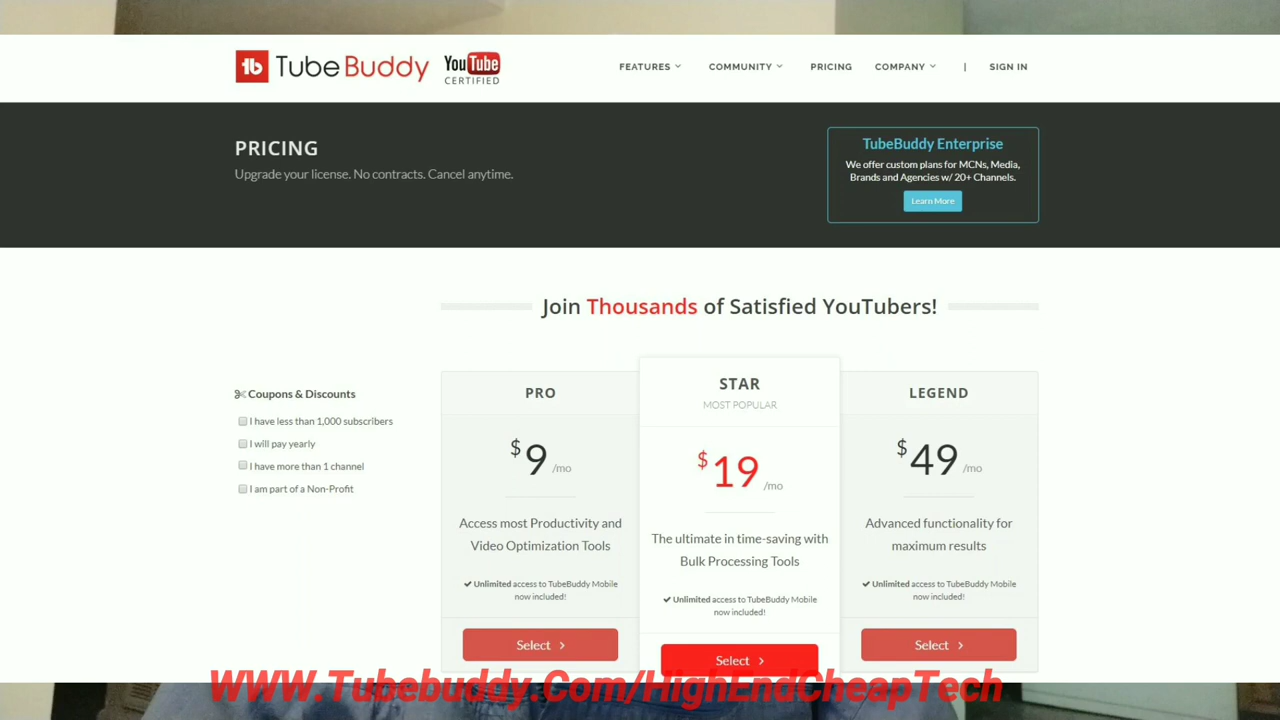 TubeBuddy YouTube CERTIFIED
FEATURES COMMUNITY PRICING COMPANY | SIGN IN
PRICING
Upgrade your license. No contracts. Cancel anytime.
TubeBuddy Enterprise
We offer custom plans for MCNs, Media,
Brands and Agencies w/ 20+ Channels.
Learn More
Join Thousands of Satisfied YouTubers!
Coupons & Discounts
I have less than 1,000 subscribers
I will pay yearly
I have more than 1 channel
I am part of a Non-Profit
PRO
$9/mo
Access most Productivity and
Video Optimization Tools
Unlimited access to TubeBuddy Mobile
now included!
Select
STAR
MOST POPULAR
$19/mo
The ultimate in time-saving with
Bulk Processing Tools
Unlimited access to TubeBuddy Mobile
now included!
Select
LEGEND
$49/mo
Advanced functionality for
maximum results
Unlimited access to TubeBuddy Mobile
now included!
Select
WWW.Tubebuddy.Com/HighEndCheapTech